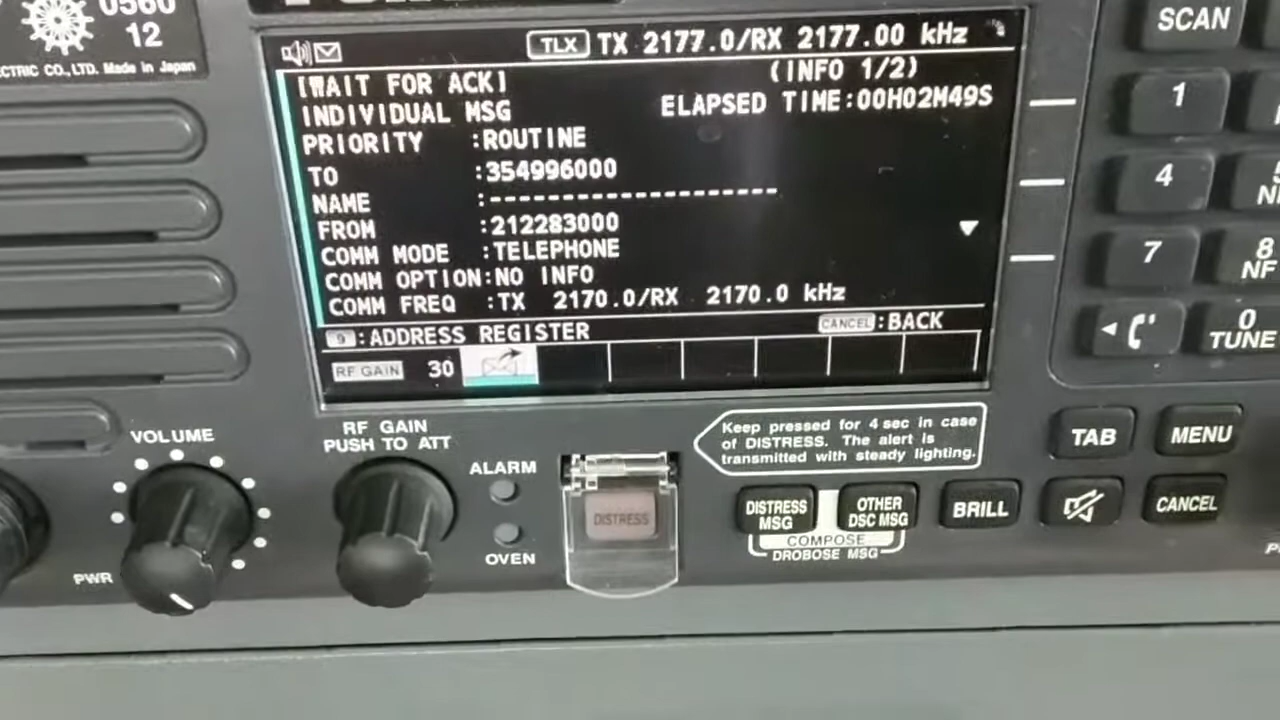 0560
12
CTRIC CO.,LTD. Made in Japan
TLX TX 2177.0/RX 2177.00 kHz
[WAIT FOR ACK] (INFO 1/2)
INDIVIDUAL MSG ELAPSED TIME:00H02M49S
PRIORITY :ROUTINE
TO :354996000
NAME :--------------------
FROM :212283000
COMM MODE :TELEPHONE
COMM OPTION:NO INFO
COMM FREQ :TX 2170.0/RX 2170.0 kHz
:ADDRESS REGISTER CANCEL:BACK
RF GAIN 30
SCAN
1
4
7
8
NF
0
TUNE
VOLUME
PWR
RF GAIN
PUSH TO ATT
ALARM
OVEN
DISTRESS
Keep pressed for 4 sec in case
of DISTRESS. The alert is
transmitted with steady lighting.
TAB
MENU
DISTRESS
MSG
OTHER
DSC MSG
COMPOSE
DROBOSE MSG
BRILL
CANCEL